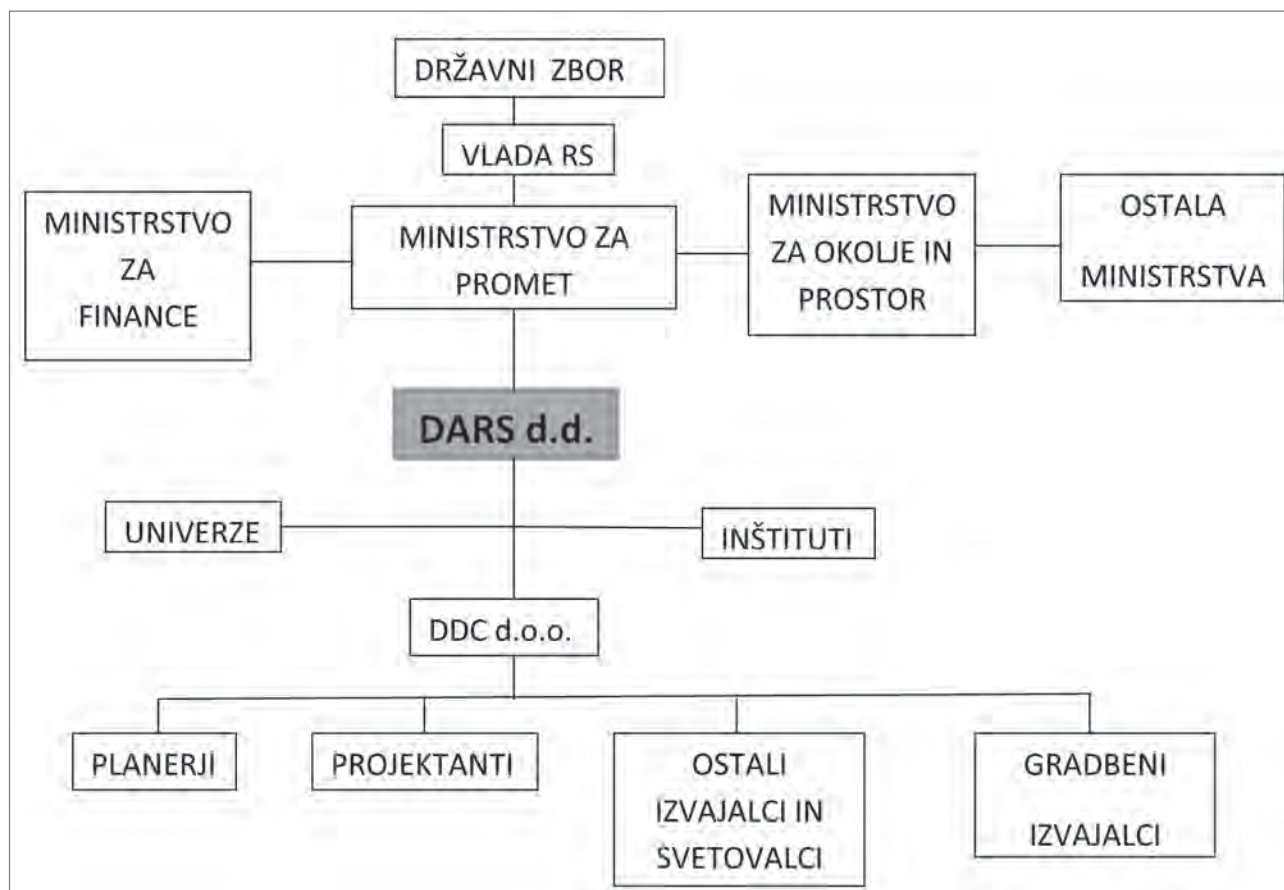 DRŽAVNI ZBOR
VLADA RS
MINISTRSTVO
ZA
FINANCE
MINISTRSTVO ZA
PROMET
MINISTRSTVO
ZA OKOLJE IN
PROSTOR
OSTALA
MINISTRSTVA
DARS d.d.
UNIVERZE
INŠTITUTI
DDC d.o.o.
PLANERJI
PROJEKTANTI
OSTALI
IZVAJALCI IN
SVETOVALCI
GRADBENI
IZVAJALCI